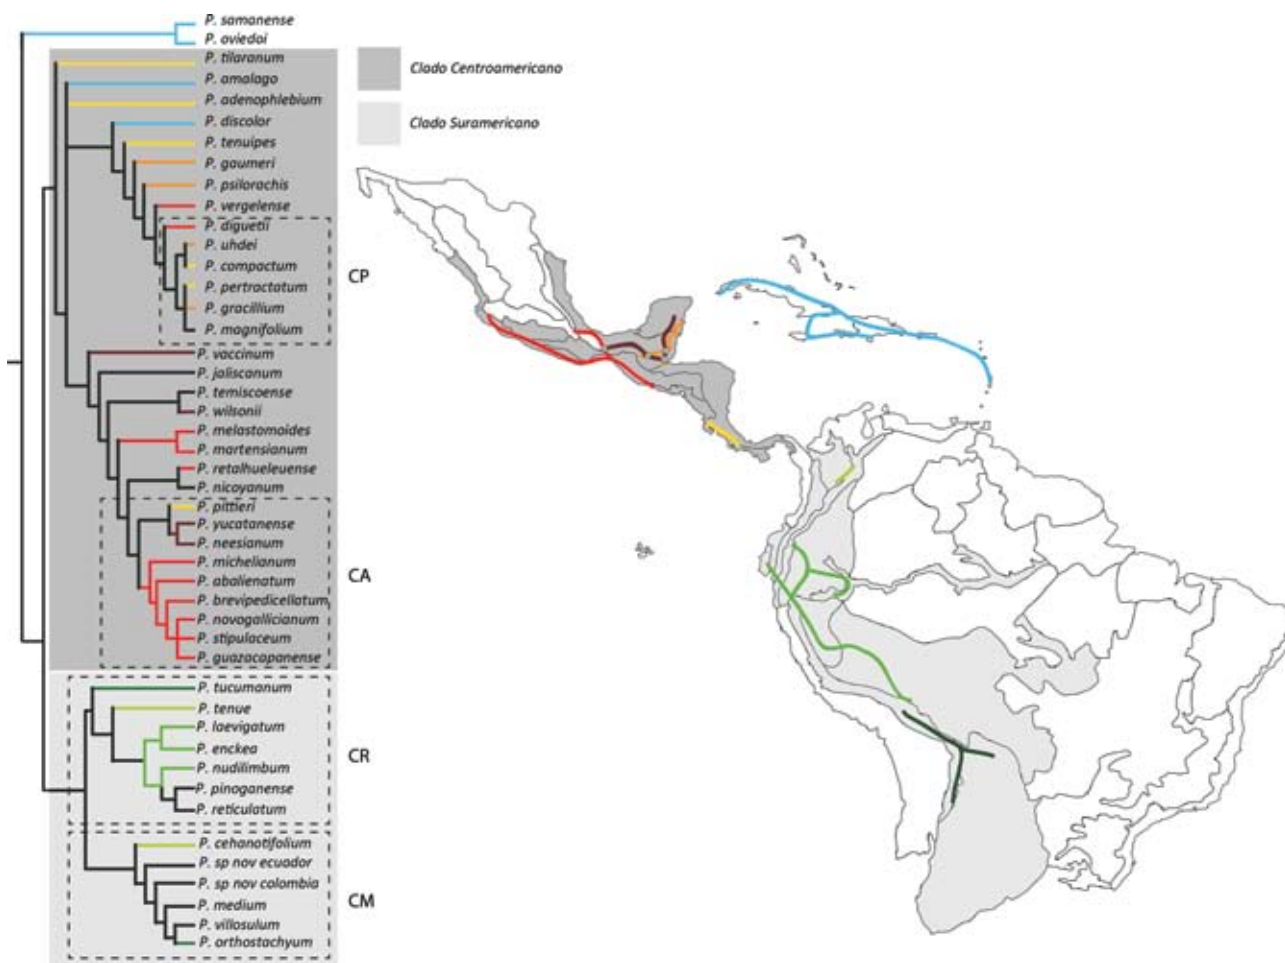 P. samanense
P. oviedoi
P. tilaranum
P. amalago
P. adenophlebium
P. discolor
P. tenuipes
P. gaumeri
P. psilorachis
P. vergelense
P. diguetii
P. uhdei
P. compactum
P. pertractatum
P. gracillium
P. magnifolium
P. vaccinum
P. jaliscanum
P. temiscoense
P. wilsonii
P. melastomoides
P. martensianum
P. retalhueleuense
P. nicoyanum
P. pittieri
P. yucatanense
P. neesianum
P. michelianum
P. abalienatum
P. brevipedicellatum
P. novogallicianum
P. stipulaceum
P. guazacapanense
P. tucumanum
P. tenue
P. laevigatum
P. enckea
P. nudilimbum
P. pinoganense
P. reticulatum
P. cehanotifolium
P. sp nov ecuador
P. sp nov colombia
P. medium
P. villosulum
P. orthostachyum
CP
CA
CR
CM
Clado Centroamericano
Clado Suramericano